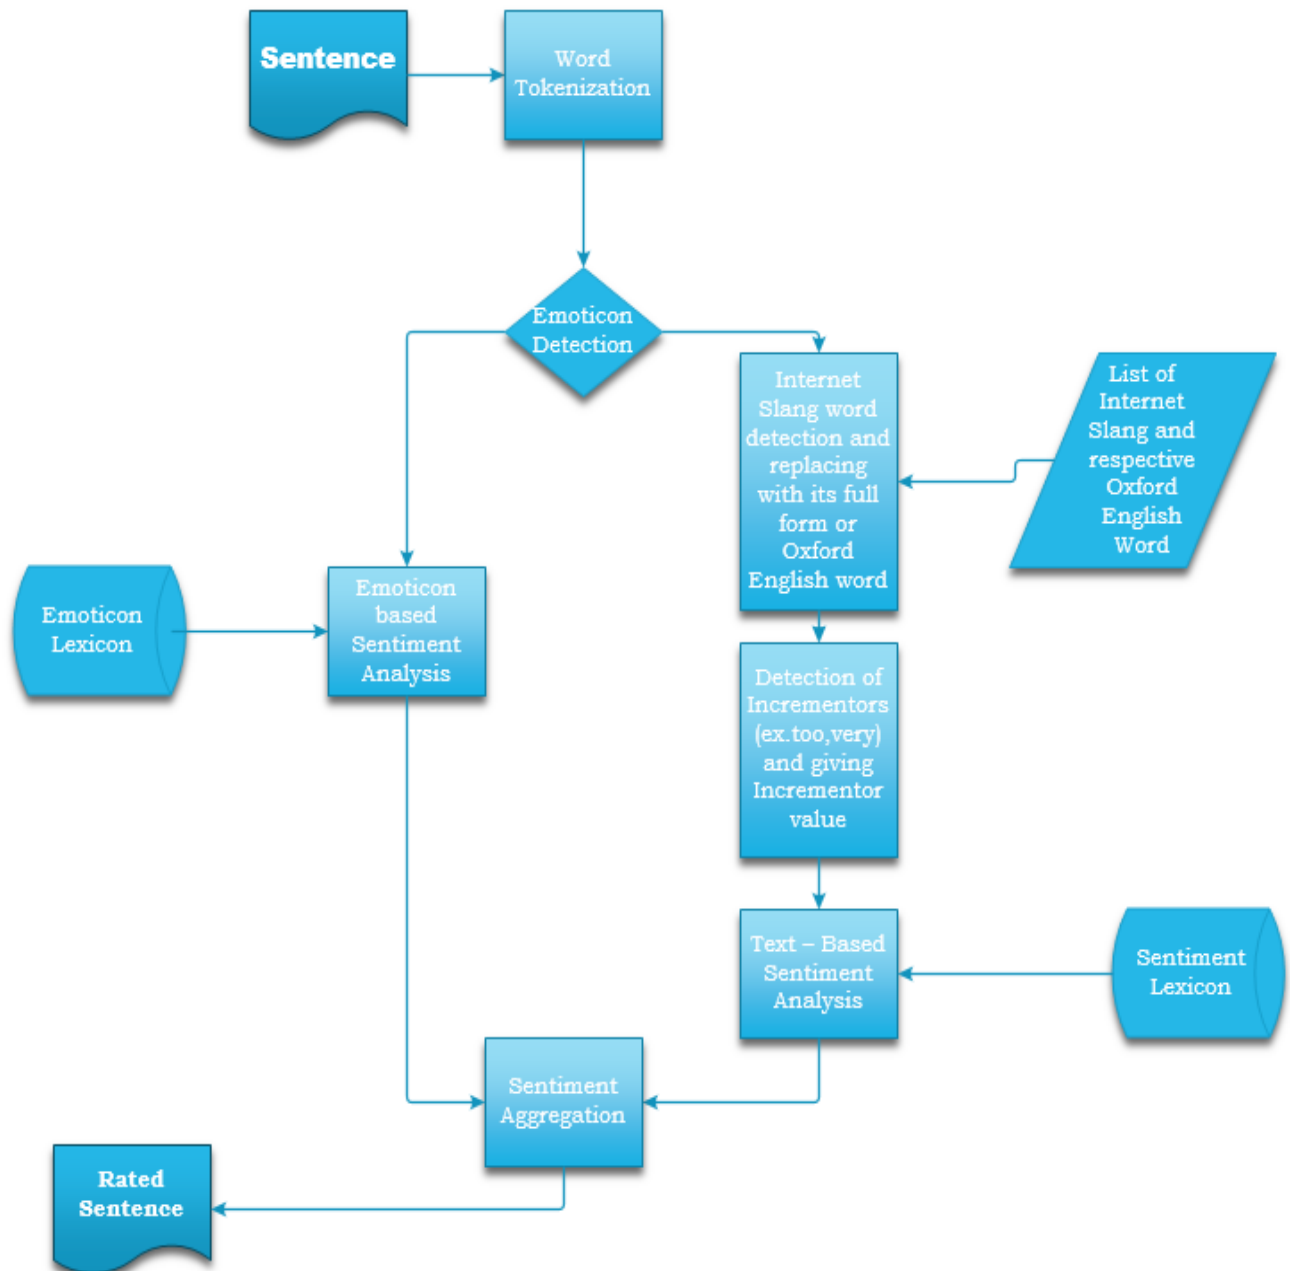 Sentence
Word
Tokenization
Emoticon
Detection
Internet
Slang word
detection and
replacing
with its full
form or
Oxford
English word
List of
Internet
Slang and
respective
Oxford
English
Word
Emoticon
Lexicon
Emoticon
based
Sentiment
Analysis
Detection of
Incrementors
(ex.too,very)
and giving
Incrementor
value
Text – Based
Sentiment
Analysis
Sentiment
Lexicon
Sentiment
Aggregation
Rated
Sentence